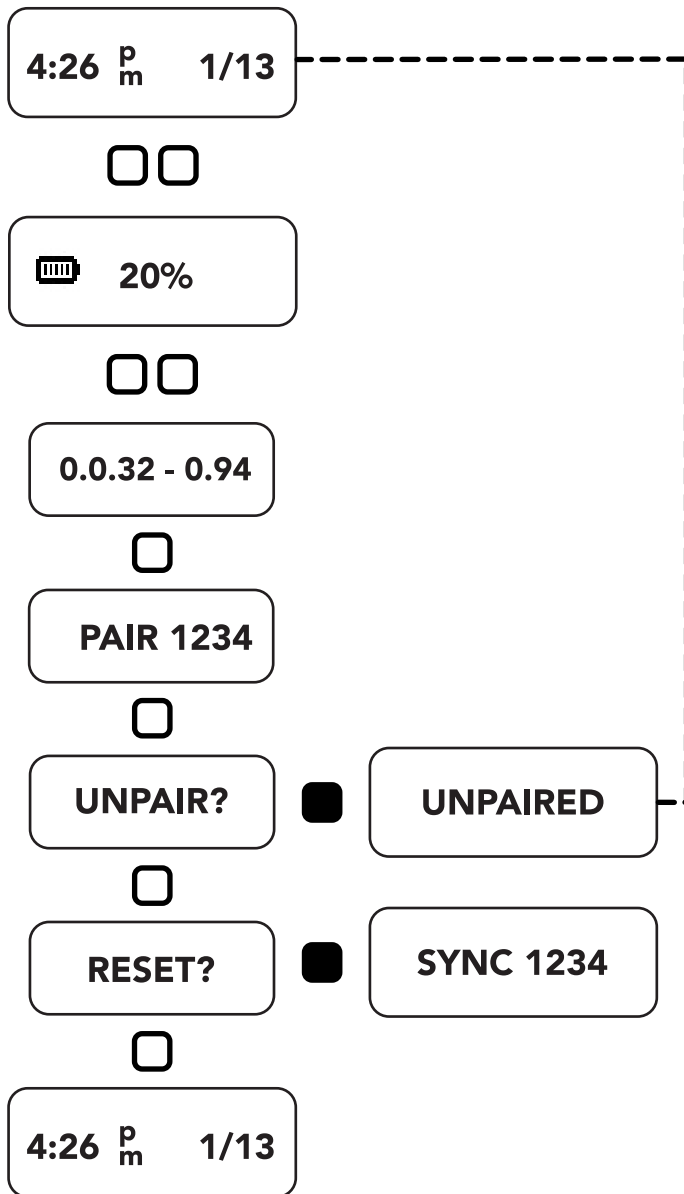 4:26 pm 1/13
20%
0.0.32 - 0.94
PAIR 1234
UNPAIR?
UNPAIRED
RESET?
SYNC 1234
4:26 pm 1/13